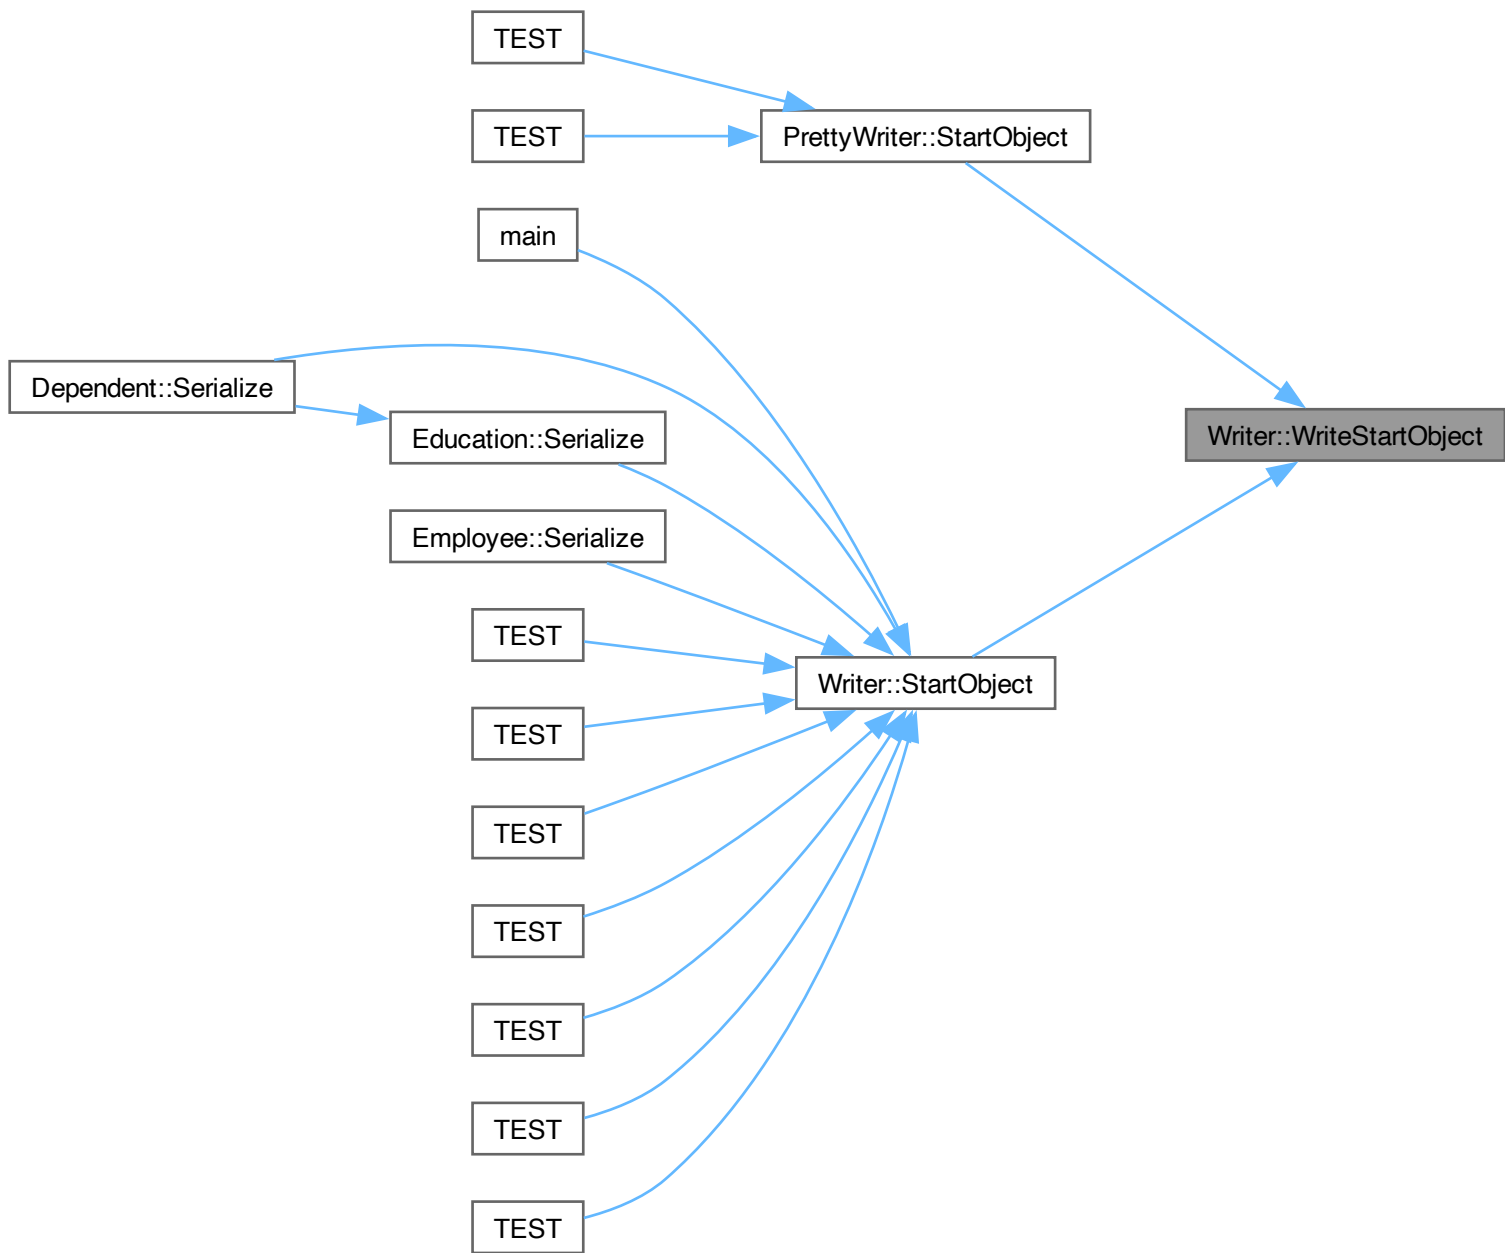 TEST
PrettyWriter::StartObject
TEST
main
Dependent::Serialize
Education::Serialize
Writer::WriteStartObject
Employee::Serialize
TEST
Writer::StartObject
TEST
TEST
TEST
TEST
TEST
TEST